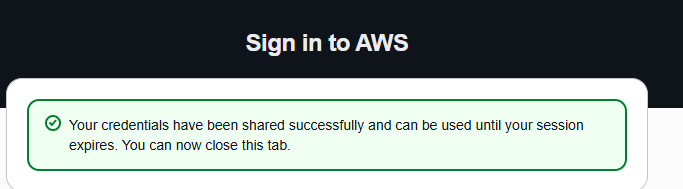 Sign in to AWS
Your credentials have been shared successfully and can be used until your session
expires. You can now close this tab.